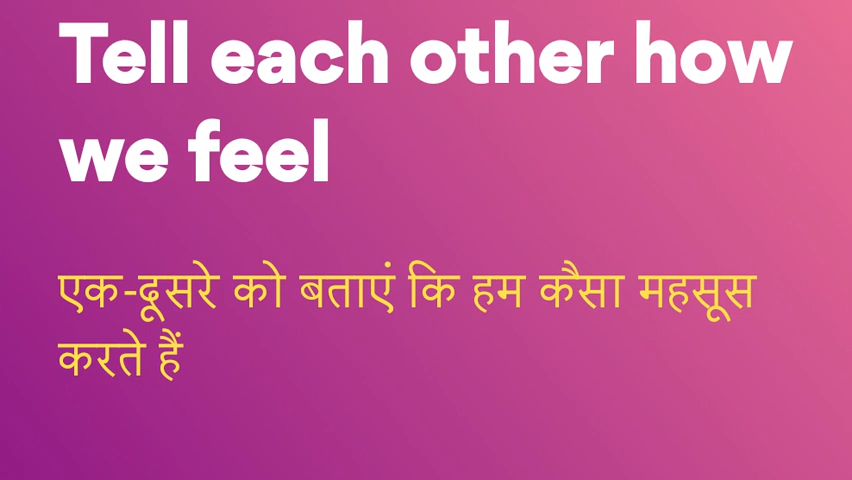 Tell each other how
we feel
एक-दूसरे को बताएं कि हम कैसा महसूस
करते हैं